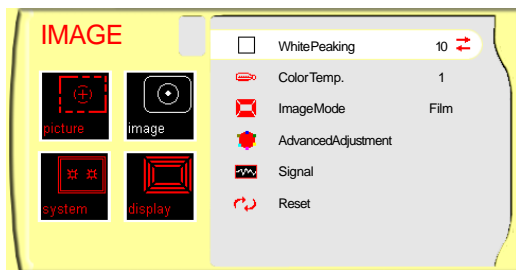 IMAGE
picture
image
system
display
WhitePeaking 10
ColorTemp. 1
ImageMode Film
AdvancedAdjustment
Signal
Reset